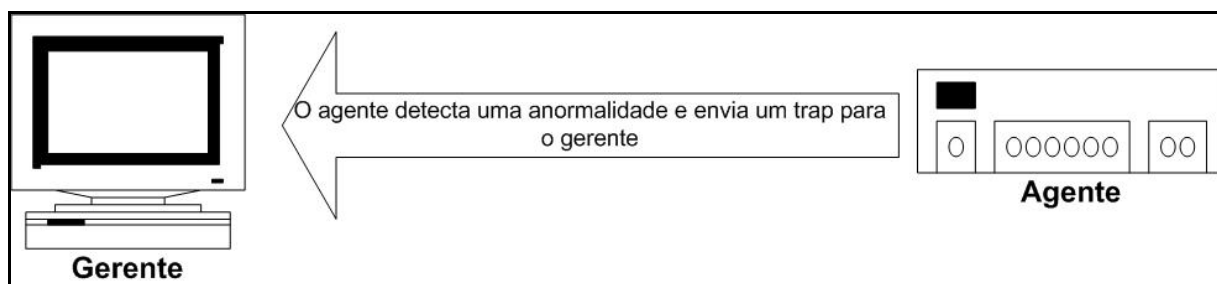 O agente detecta uma anormalidade e envia um trap para
o gerente
Agente
Gerente